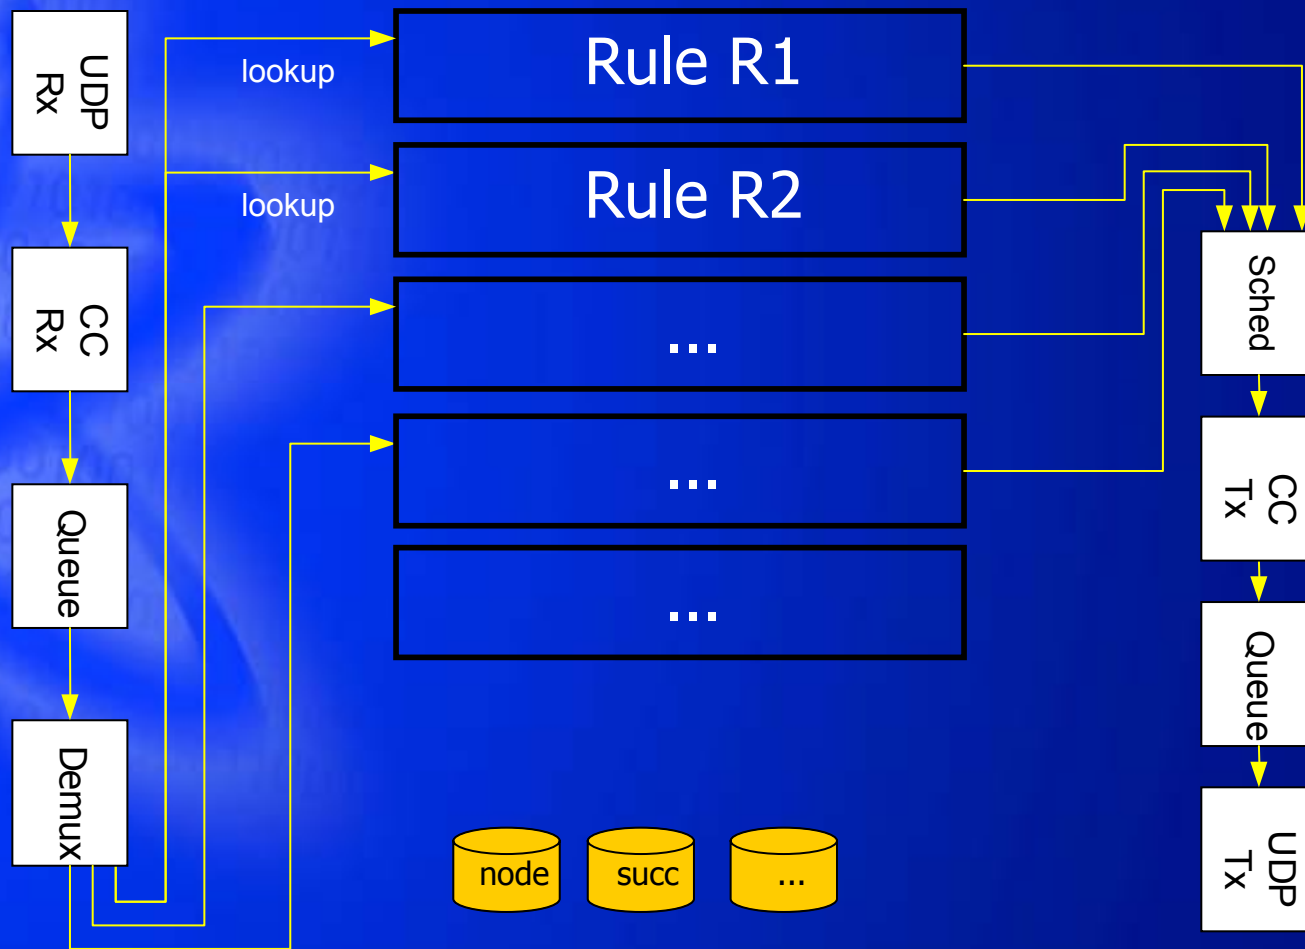 UDP
Rx
CC
Rx
Queue
Demux
lookup
lookup
Rule R1
Rule R2
...
...
...
node
succ
...
Sched
CC
Tx
Queue
UDP
Tx